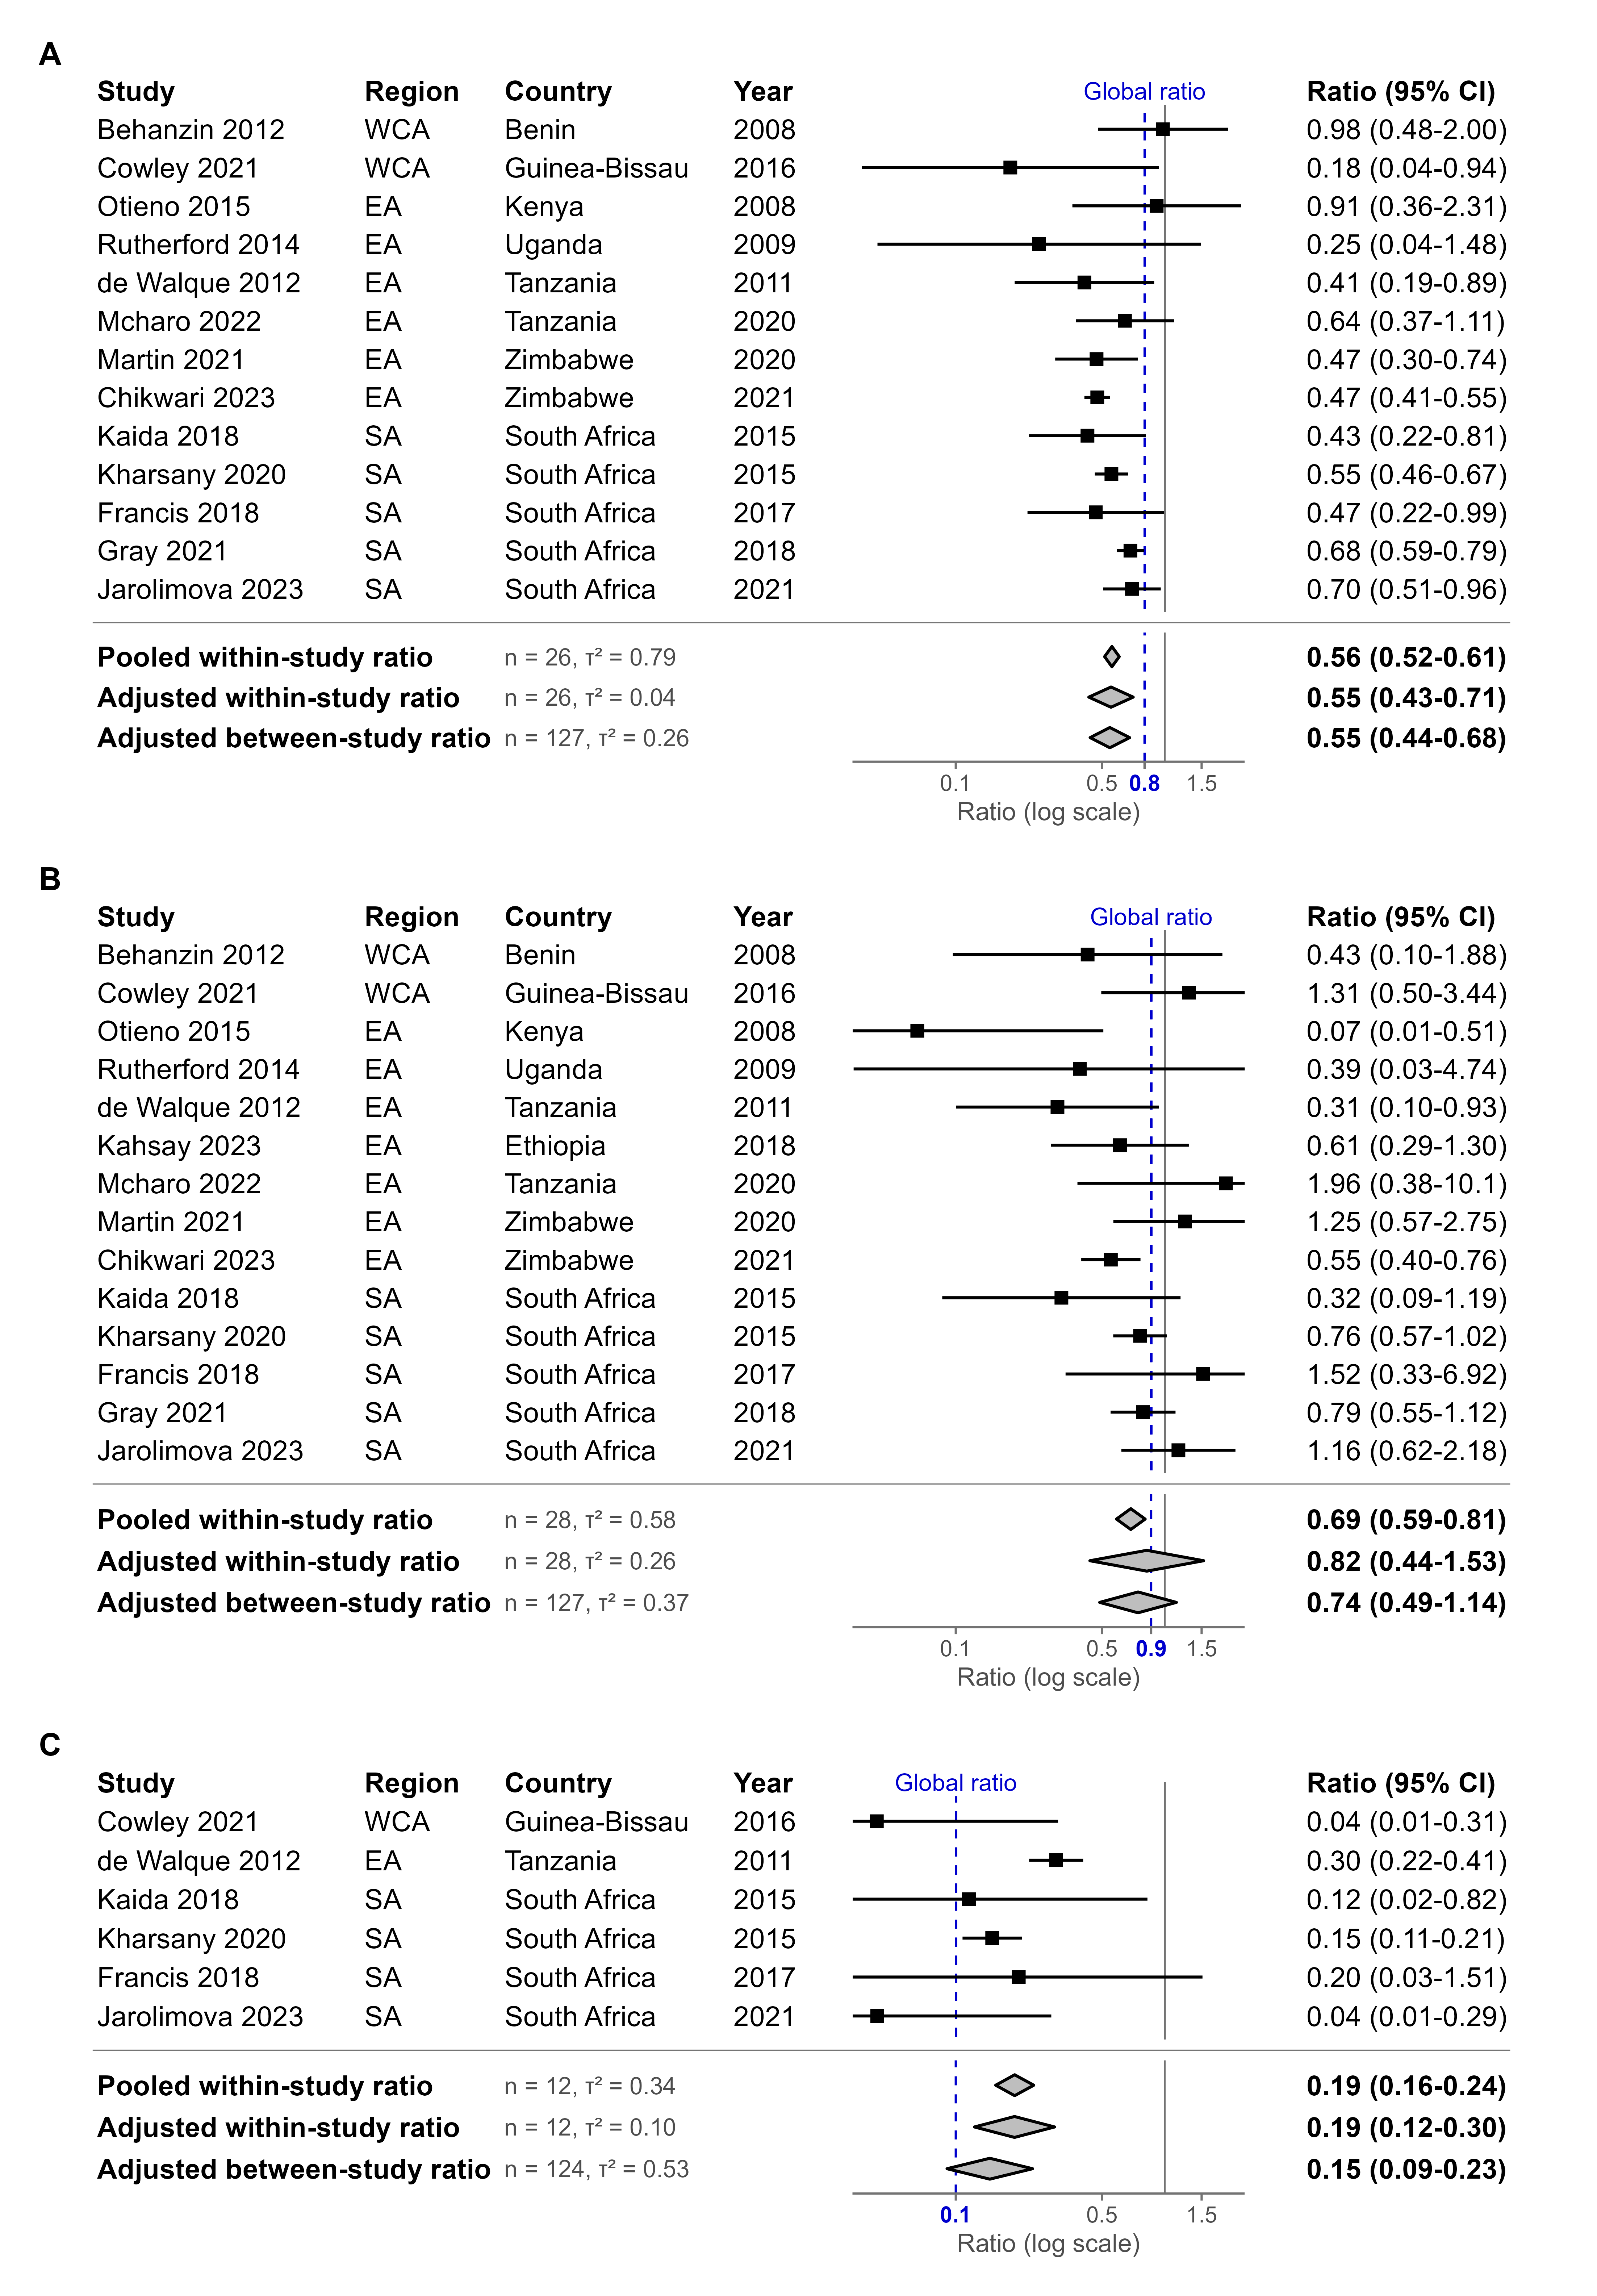 A
Study Region Country Year Global ratio Ratio (95% CI)
Behanzin 2012 WCA Benin 2008 0.98 (0.48-2.00)
Cowley 2021 WCA Guinea-Bissau 2016 0.18 (0.04-0.94)
Otieno 2015 EA Kenya 2008 0.91 (0.36-2.31)
Rutherford 2014 EA Uganda 2009 0.25 (0.04-1.48)
de Walque 2012 EA Tanzania 2011 0.41 (0.19-0.89)
Mcharo 2022 EA Tanzania 2020 0.64 (0.37-1.11)
Martin 2021 EA Zimbabwe 2020 0.47 (0.30-0.74)
Chikwari 2023 EA Zimbabwe 2021 0.47 (0.41-0.55)
Kaida 2018 SA South Africa 2015 0.43 (0.22-0.81)
Kharsany 2020 SA South Africa 2015 0.55 (0.46-0.67)
Francis 2018 SA South Africa 2017 0.47 (0.22-0.99)
Gray 2021 SA South Africa 2018 0.68 (0.59-0.79)
Jarolimova 2023 SA South Africa 2021 0.70 (0.51-0.96)
Pooled within-study ratio n = 26, τ² = 0.79 0.56 (0.52-0.61)
Adjusted within-study ratio n = 26, τ² = 0.04 0.55 (0.43-0.71)
Adjusted between-study ratio n = 127, τ² = 0.26 0.55 (0.44-0.68)
0.1 0.5 0.8 1.5
Ratio (log scale)
B
Study Region Country Year Global ratio Ratio (95% CI)
Behanzin 2012 WCA Benin 2008 0.43 (0.10-1.88)
Cowley 2021 WCA Guinea-Bissau 2016 1.31 (0.50-3.44)
Otieno 2015 EA Kenya 2008 0.07 (0.01-0.51)
Rutherford 2014 EA Uganda 2009 0.39 (0.03-4.74)
de Walque 2012 EA Tanzania 2011 0.31 (0.10-0.93)
Kahsay 2023 EA Ethiopia 2018 0.61 (0.29-1.30)
Mcharo 2022 EA Tanzania 2020 1.96 (0.38-10.1)
Martin 2021 EA Zimbabwe 2020 1.25 (0.57-2.75)
Chikwari 2023 EA Zimbabwe 2021 0.55 (0.40-0.76)
Kaida 2018 SA South Africa 2015 0.32 (0.09-1.19)
Kharsany 2020 SA South Africa 2015 0.76 (0.57-1.02)
Francis 2018 SA South Africa 2017 1.52 (0.33-6.92)
Gray 2021 SA South Africa 2018 0.79 (0.55-1.12)
Jarolimova 2023 SA South Africa 2021 1.16 (0.62-2.18)
Pooled within-study ratio n = 28, τ² = 0.58 0.69 (0.59-0.81)
Adjusted within-study ratio n = 28, τ² = 0.26 0.82 (0.44-1.53)
Adjusted between-study ratio n = 127, τ² = 0.37 0.74 (0.49-1.14)
0.1 0.5 0.9 1.5
Ratio (log scale)
C
Study Region Country Year Global ratio Ratio (95% CI)
Cowley 2021 WCA Guinea-Bissau 2016 0.04 (0.01-0.31)
de Walque 2012 EA Tanzania 2011 0.30 (0.22-0.41)
Kaida 2018 SA South Africa 2015 0.12 (0.02-0.82)
Kharsany 2020 SA South Africa 2015 0.15 (0.11-0.21)
Francis 2018 SA South Africa 2017 0.20 (0.03-1.51)
Jarolimova 2023 SA South Africa 2021 0.04 (0.01-0.29)
Pooled within-study ratio n = 12, τ² = 0.34 0.19 (0.16-0.24)
Adjusted within-study ratio n = 12, τ² = 0.10 0.19 (0.12-0.30)
Adjusted between-study ratio n = 124, τ² = 0.53 0.15 (0.09-0.23)
0.1 0.5 1.5
Ratio (log scale)